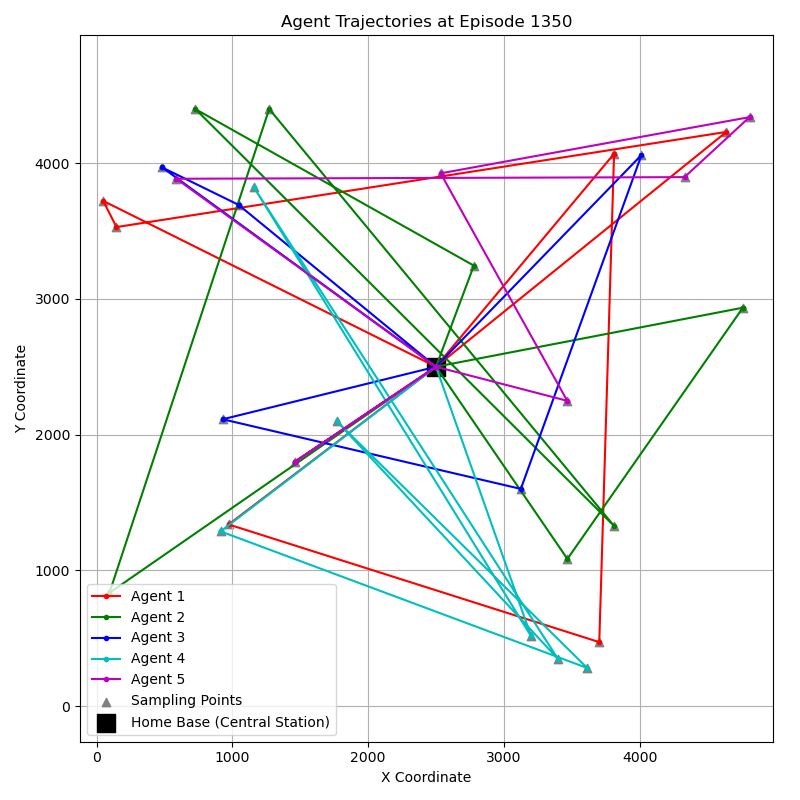 Agent Trajectories at Episode 1350
Y Coordinate
4000
3000
2000
1000
0
Agent 1
Agent 2
Agent 3
Agent 4
Agent 5
Sampling Points
Home Base (Central Station)
0 1000 2000 3000 4000
X Coordinate